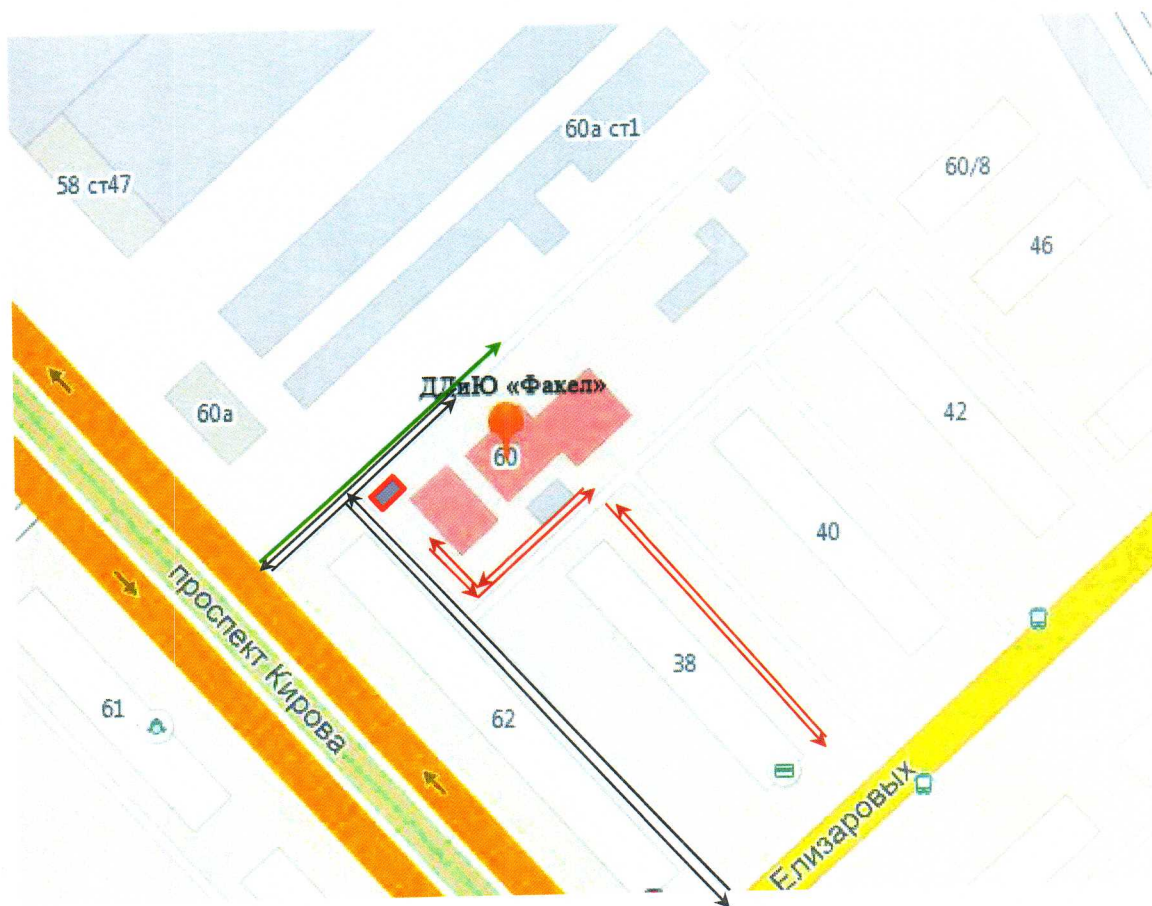 60а ст1
58 ст47
60/8
46
ДДиЮ «Факел»
60а
42
60
40
проспект Кирова
38
61
62
Елизаровых